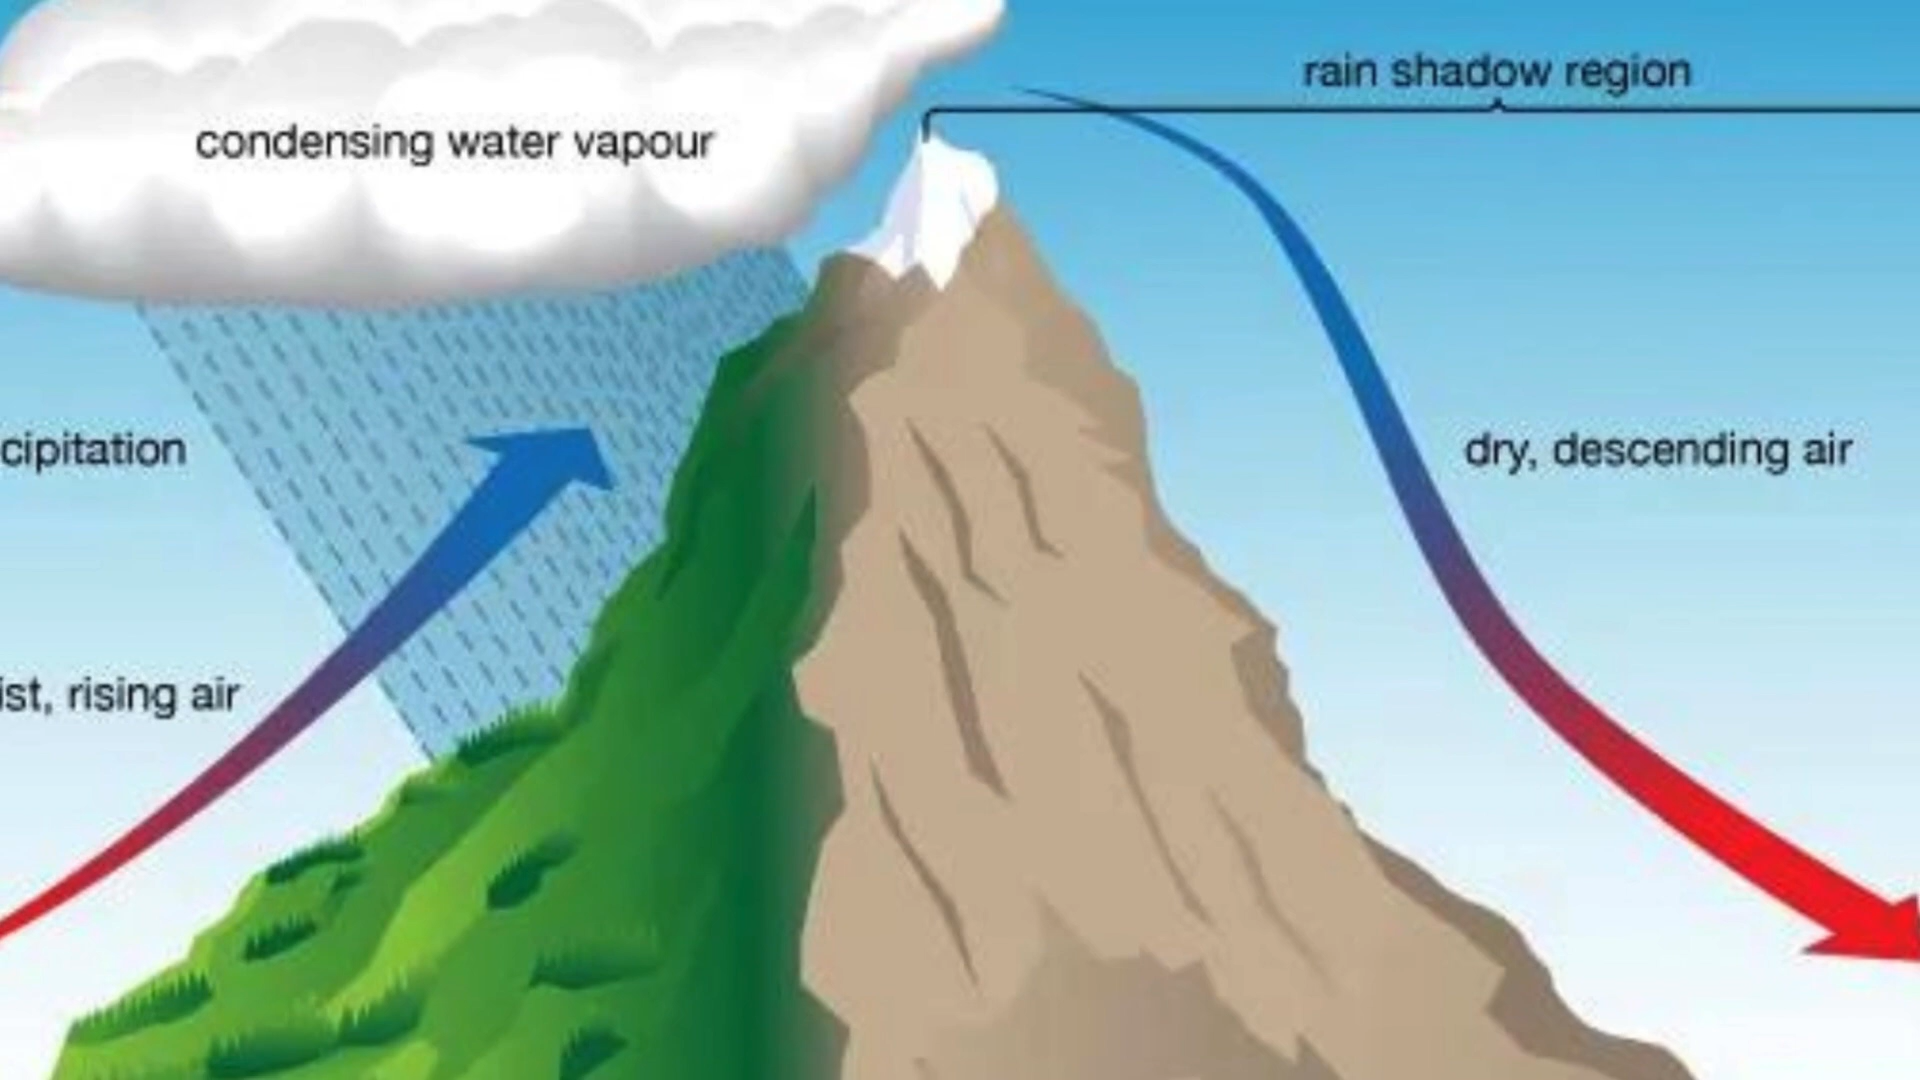 rain shadow region
condensing water vapour
cipitation
dry, descending air
ist, rising air